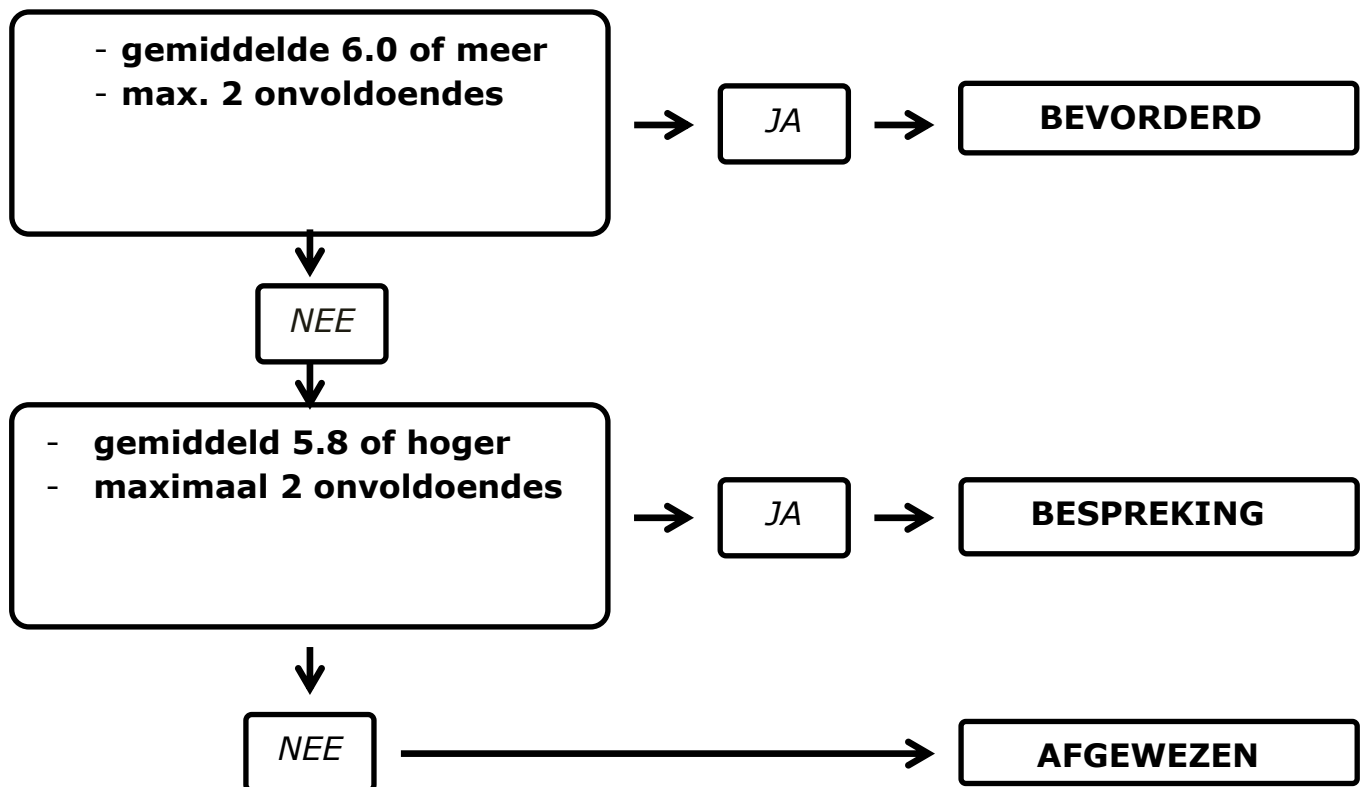 - gemiddelde 6.0 of meer
- max. 2 onvoldoendes
JA
BEVORDERD
NEE
- gemiddeld 5.8 of hoger
- maximaal 2 onvoldoendes
JA
BESPREKING
NEE
AFGEWEZEN